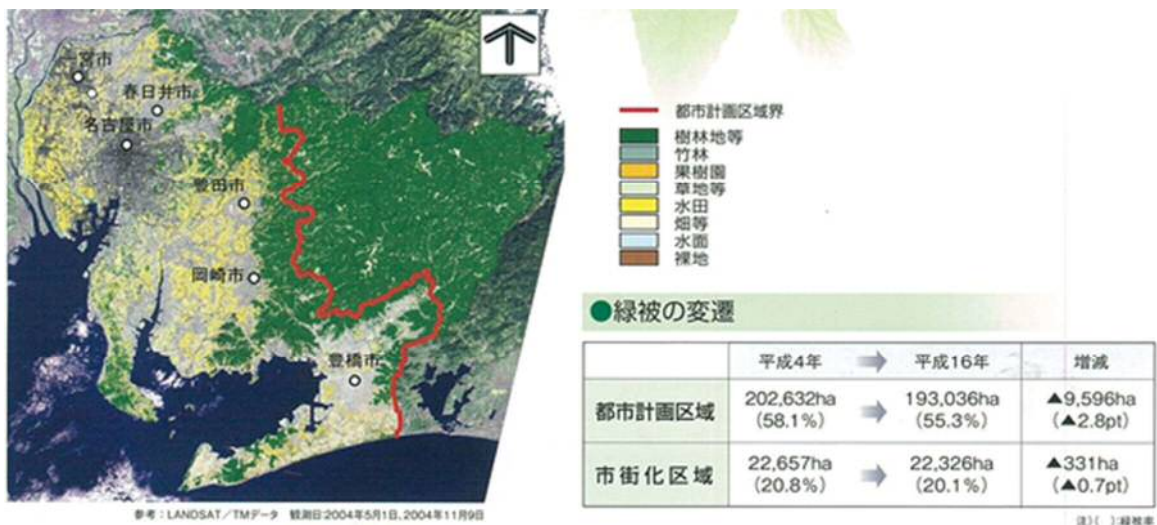 一宮市
春日井市
名古屋市
豊田市
岡崎市
豊橋市
参考：LANDSAT／TMデータ　観測日:2004年5月1日、2004年11月9日
都市計画区域界
樹林地等
竹林
果樹園
草地等
水田
畑等
水面
裸地
●緑被の変遷
平成4年 平成16年 増減
都市計画区域 202,632ha (58.1%) 193,036ha (55.3%) ▲9,596ha (▲2.8pt)
市街化区域 22,657ha (20.8%) 22,326ha (20.1%) ▲331ha (▲0.7pt)
注)( ):緑被率